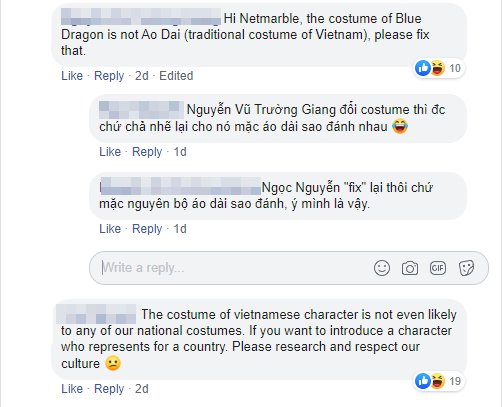 Hi Netmarble, the costume of Blue
Dragon is not Ao Dai (traditional costume of Vietnam), please fix
that.
10
Like · Reply · 2d · Edited
Nguyễn Vũ Trường Giang đổi costume thì đc
chứ chả nhẽ lại cho nó mặc áo dài sao đánh nhau 😂
Like · Reply · 1d
Ngọc Nguyễn "fix" lại thôi chứ
mặc nguyên bộ áo dài sao đánh, ý mình là vậy.
Like · Reply · 1d
Write a reply...
GIF
The costume of vietnamese character is not even likely
to any of our national costumes. If you want to introduce a character
who represents for a country. Please research and respect our
culture 😕
19
Like · Reply · 2d